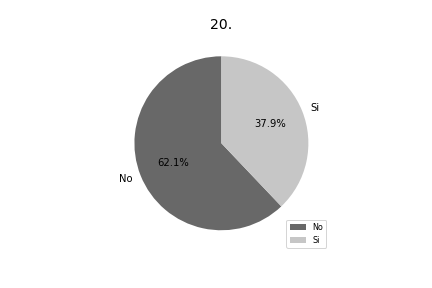 20.
Si
37.9%
62.1%
No
No
Si